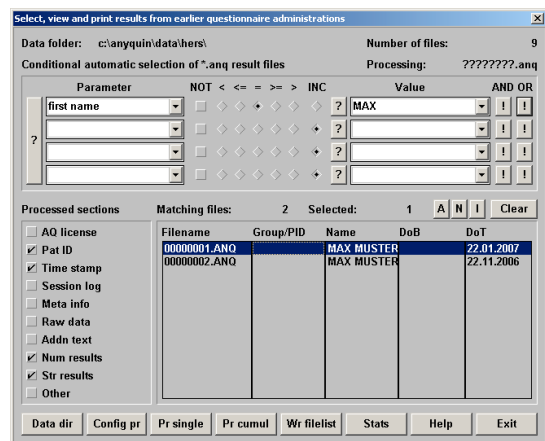 Select, view and print results from earlier questionnaire administrations
Data folder: c:\anyquin\data\hers\ Number of files: 9
Conditional automatic selection of *.anq result files Processing: ????????.anq
Parameter NOT < <= = >= > INC Value AND OR
first name ? MAX ! !
? ! !
? ? ! !
? ! !
Processed sections Matching files: 2 Selected: 1 A N I Clear
AQ license Filename Group/PID Name DoB DoT
Pat ID 00000001.ANQ MAX MUSTER 22.01.2007
Time stamp 00000002.ANQ MAX MUSTER 22.11.2006
Session log
Meta info
Raw data
Addn text
Num results
Str results
Other
Data dir Config pr Pr single Pr cumul Wr filelist Stats Help Exit